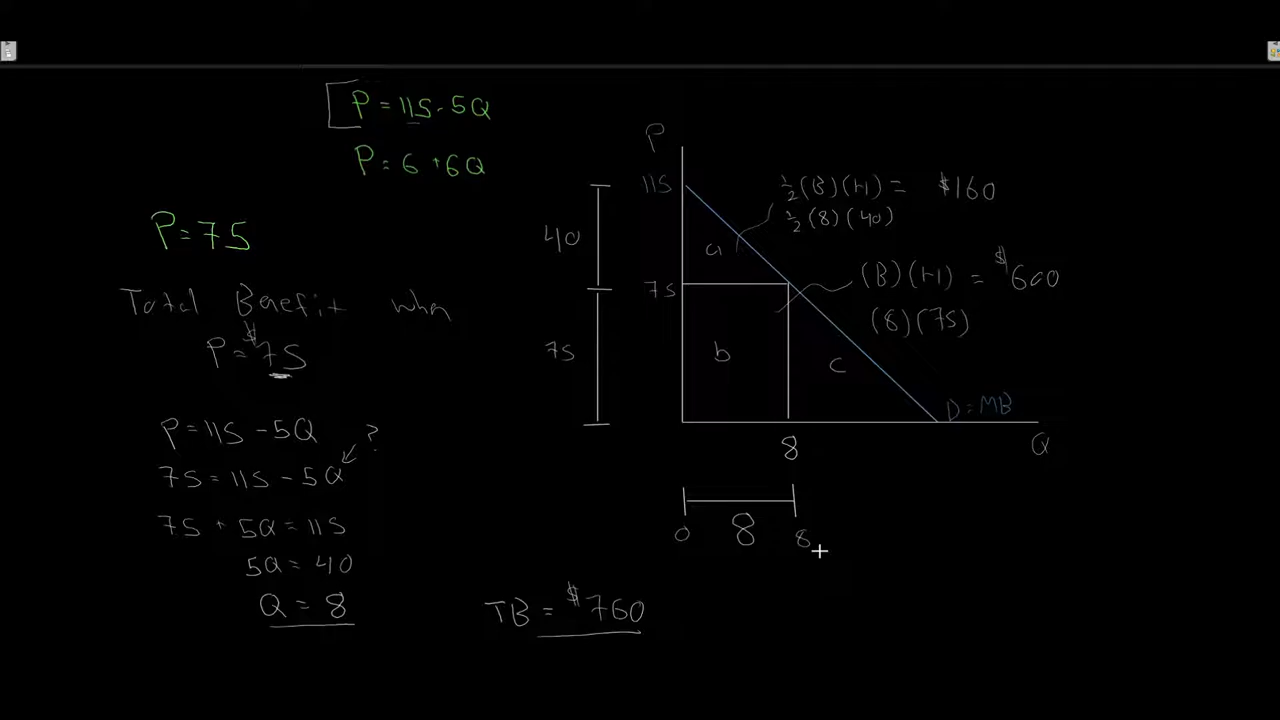 P = 115 - 5Q
P = 6 + 6Q
P = 75
Total Benefit when
P = $75
P = 115 - 5Q
?
75 = 115 - 5Q
75 + 5Q = 115
5Q = 40
Q = 8
TB = $760
P
115
40
75
75
a
b
c
½(B)(H) = $160
½(8)(40)
(B)(H) = $600
(8)(75)
D = MB
8
Q
0
8
8